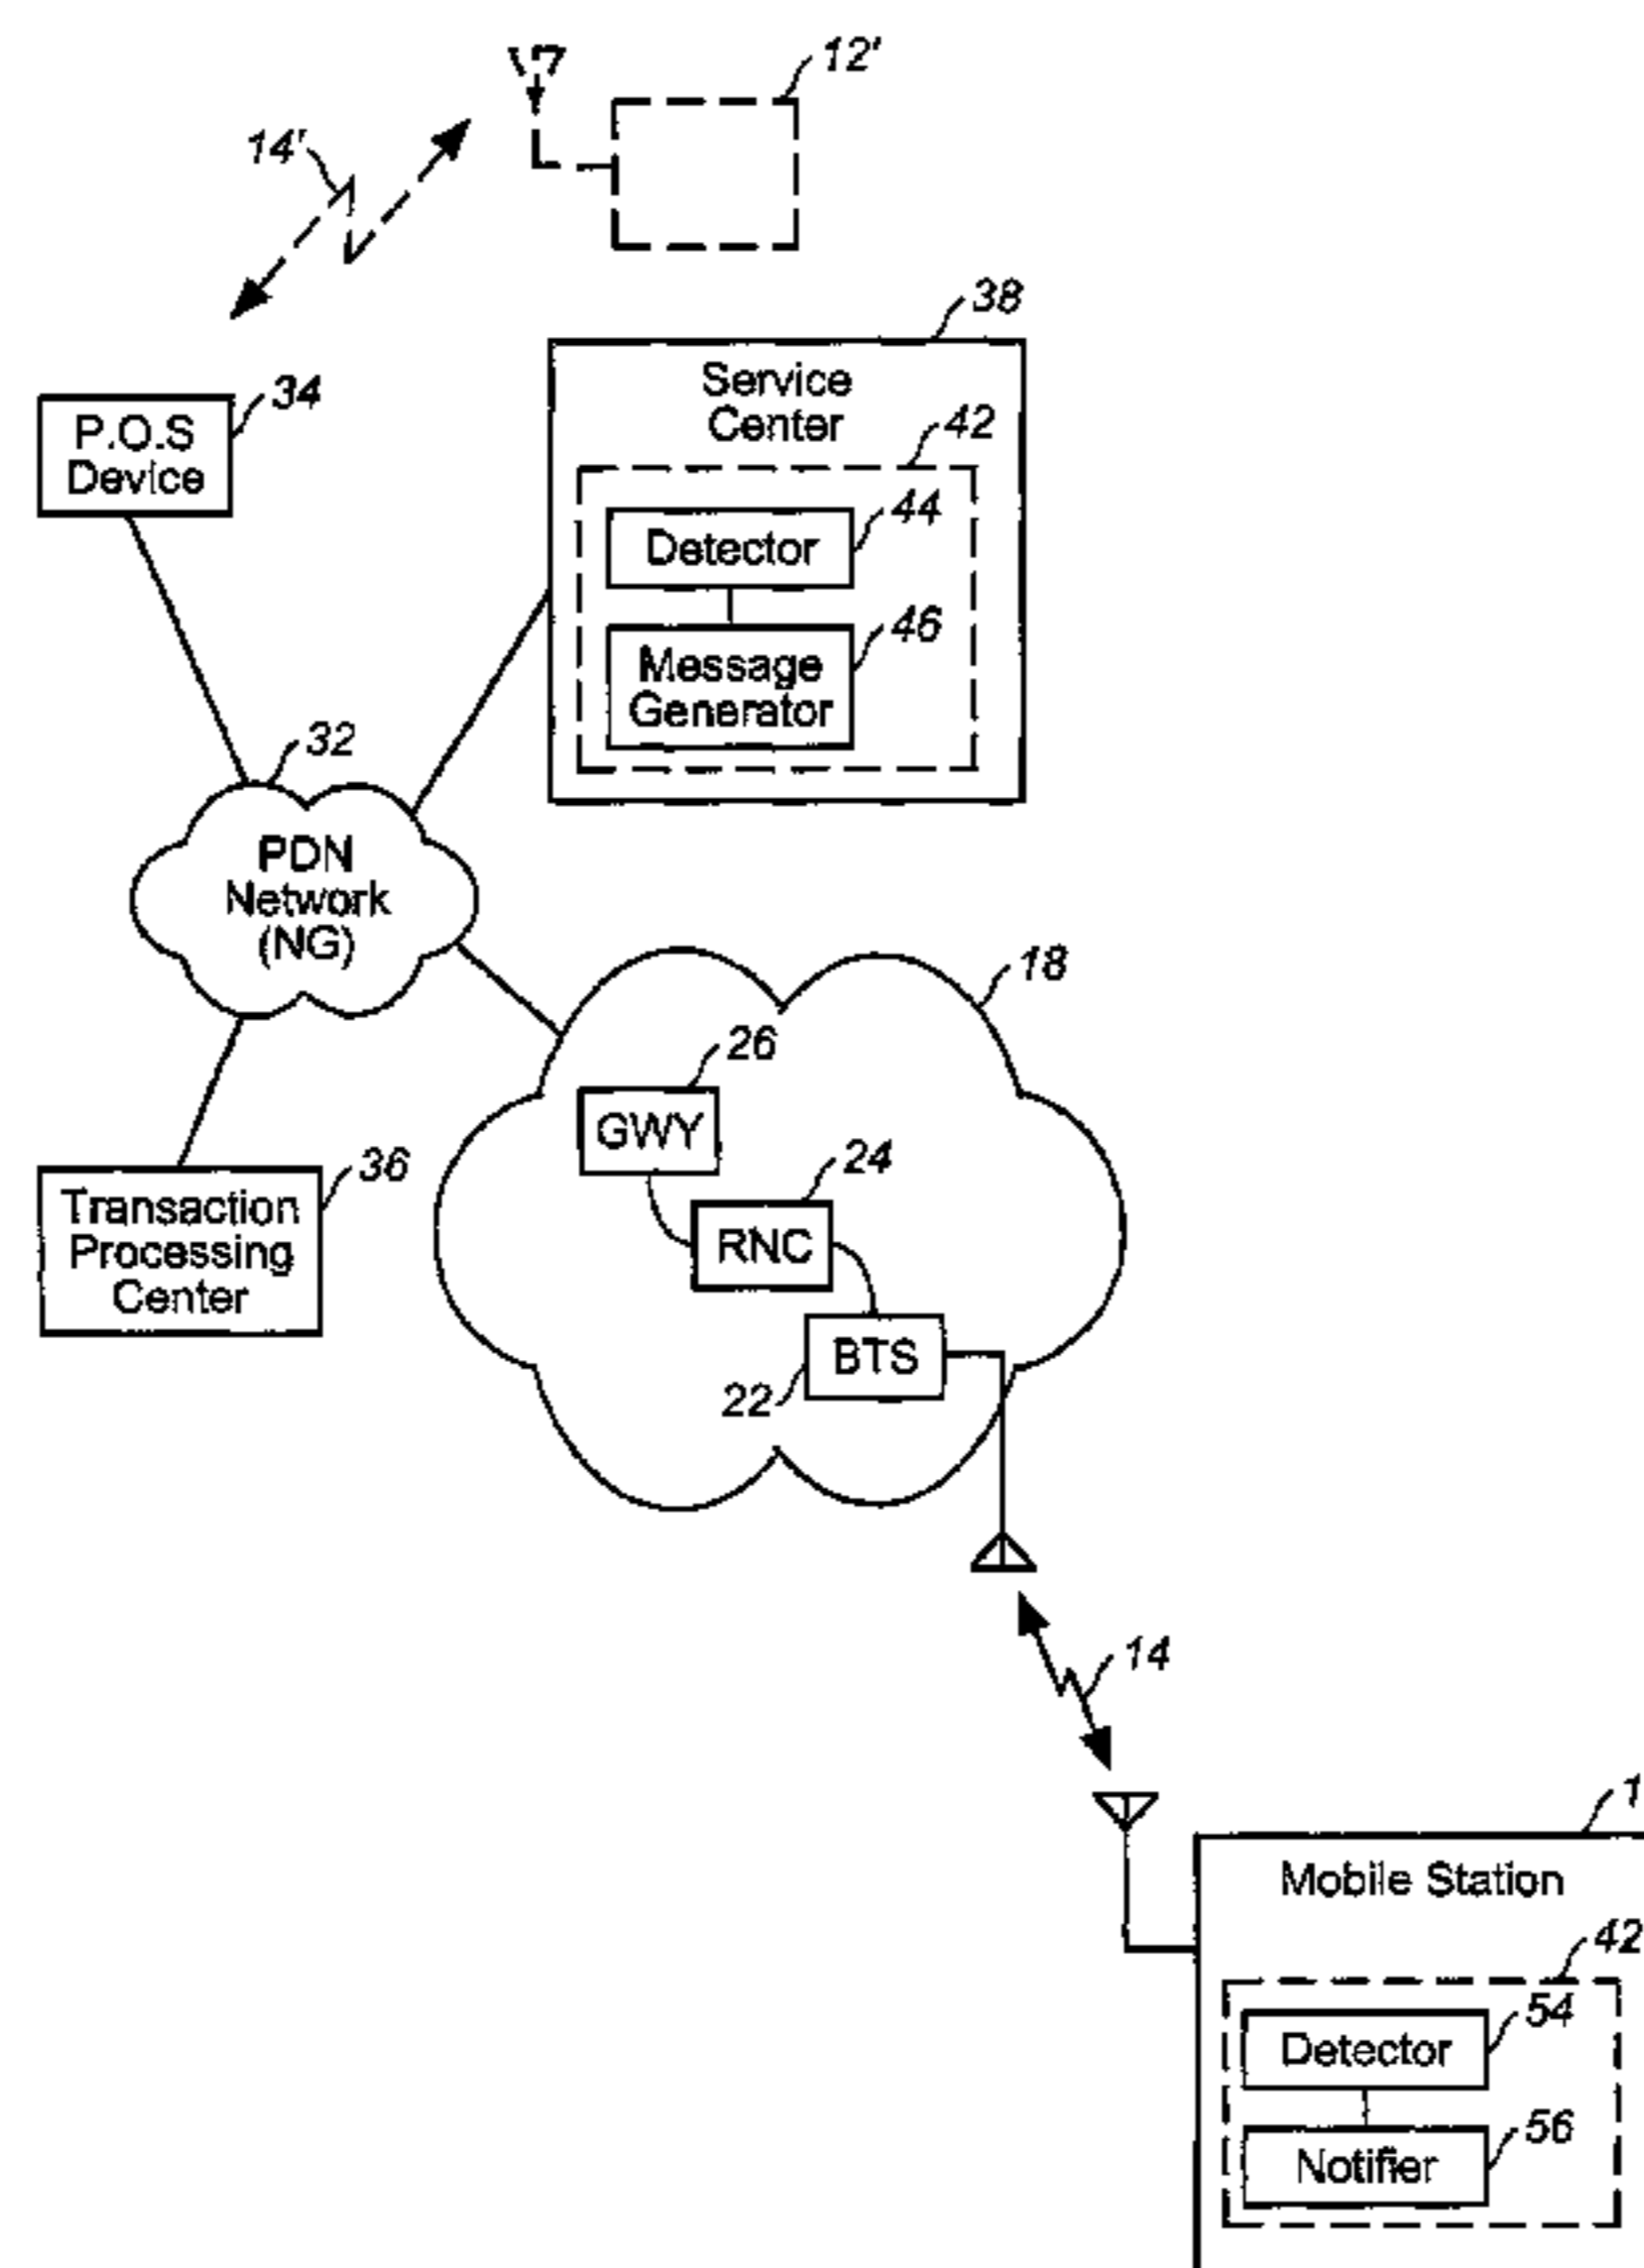 12'
14'
38
Service
Center
34
P.O.S
Device
42
44
Detector
46
Message
Generator
32
PDN
Network
(NG)
18
26
GWY
24
RNC
36
Transaction
Processing
Center
BTS
22
14
Mobile Station
42
54
Detector
56
Notifier